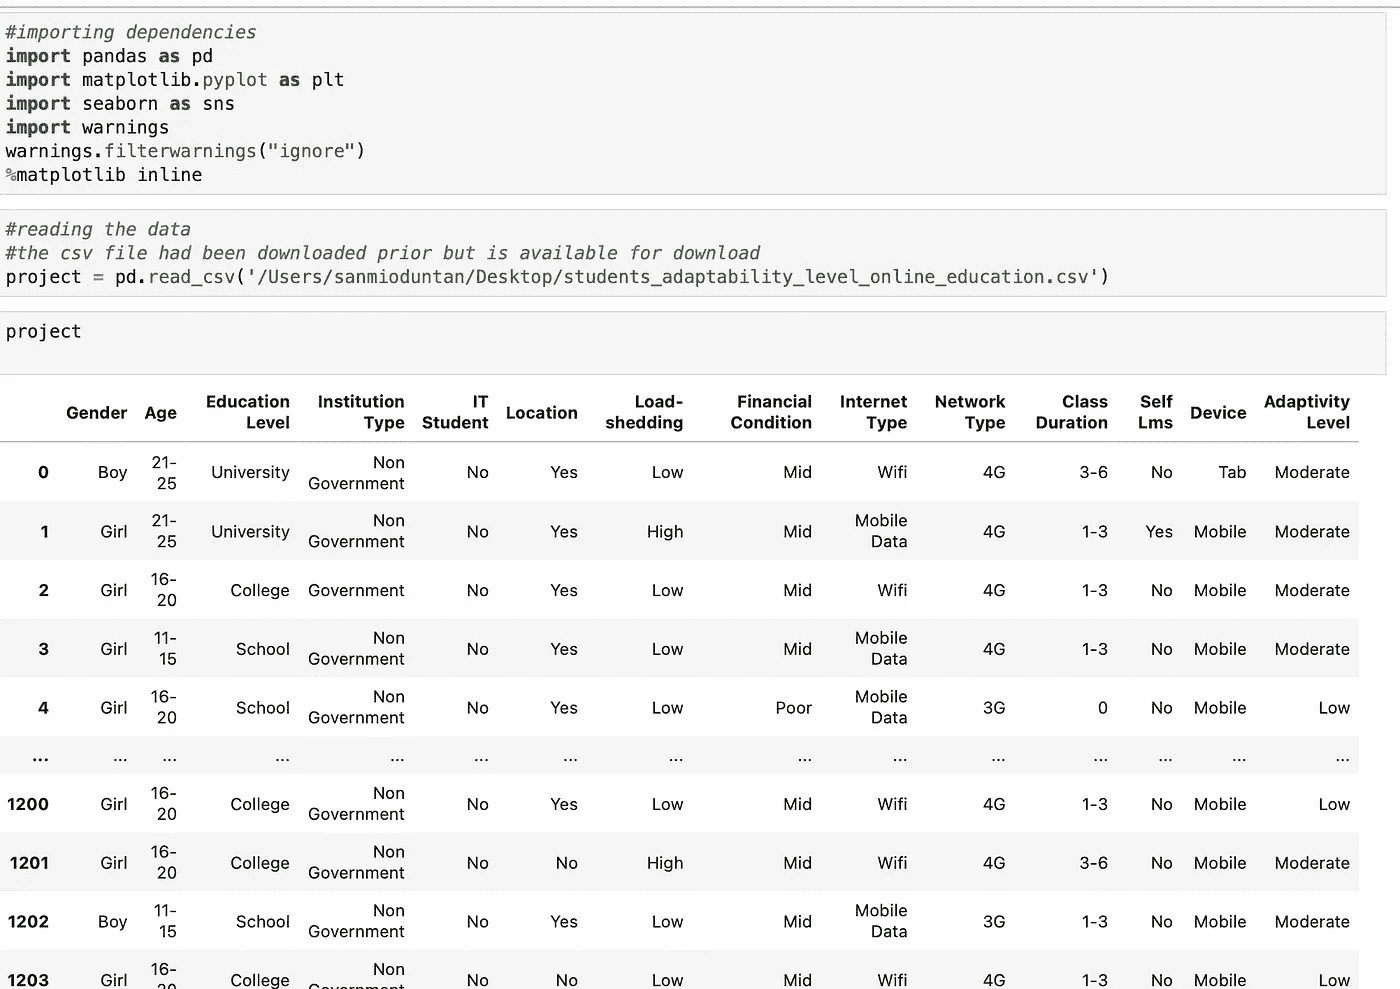 #importing dependencies
import pandas as pd
import matplotlib.pyplot as plt
import seaborn as sns
import warnings
warnings.filterwarnings("ignore")
%matplotlib inline
#reading the data
#the csv file had been downloaded prior but is available for download
project = pd.read_csv('/Users/sanmioduntan/Desktop/students_adaptability_level_online_education.csv')
project
Gender Age Education Level Institution Type IT Student Location Load-shedding Financial Condition Internet Type Network Type Class Duration Self Lms Device Adaptivity Level
0 Boy 21-25 University Non Government No Yes Low Mid Wifi 4G 3-6 No Tab Moderate
1 Girl 21-25 University Non Government No Yes High Mid Mobile Data 4G 1-3 Yes Mobile Moderate
2 Girl 16-20 College Government No Yes Low Mid Wifi 4G 1-3 No Mobile Moderate
3 Girl 11-15 School Non Government No Yes Low Mid Mobile Data 4G 1-3 No Mobile Moderate
4 Girl 16-20 School Non Government No Yes Low Poor Mobile Data 3G 0 No Mobile Low
... ... ... ... ... ... ... ... ... ... ... ... ... ... ...
1200 Girl 16-20 College Non Government No Yes Low Mid Wifi 4G 1-3 No Mobile Low
1201 Girl 16-20 College Non Government No No High Mid Wifi 4G 3-6 No Mobile Moderate
1202 Boy 11-15 School Non Government No Yes Low Mid Mobile Data 3G 1-3 No Mobile Moderate
1203 Girl 16-20 College Non Government No No Low Mid Wifi 4G 1-3 No Mobile Low